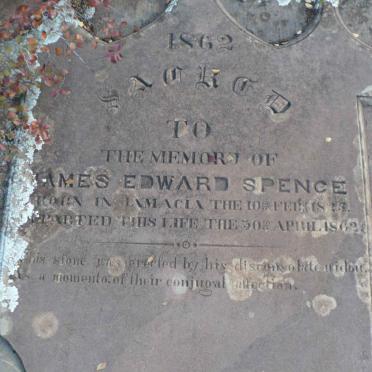 1862
SACRED
TO
THE MEMORY OF
JAMES EDWARD SPENCE
BORN IN JAMACIA THE 10th FEB.
DEPARTED THIS LIFE THE 30th APRIL 1862
This stone was erected by his disconsolate widow
As a momento of their conjugal affection.